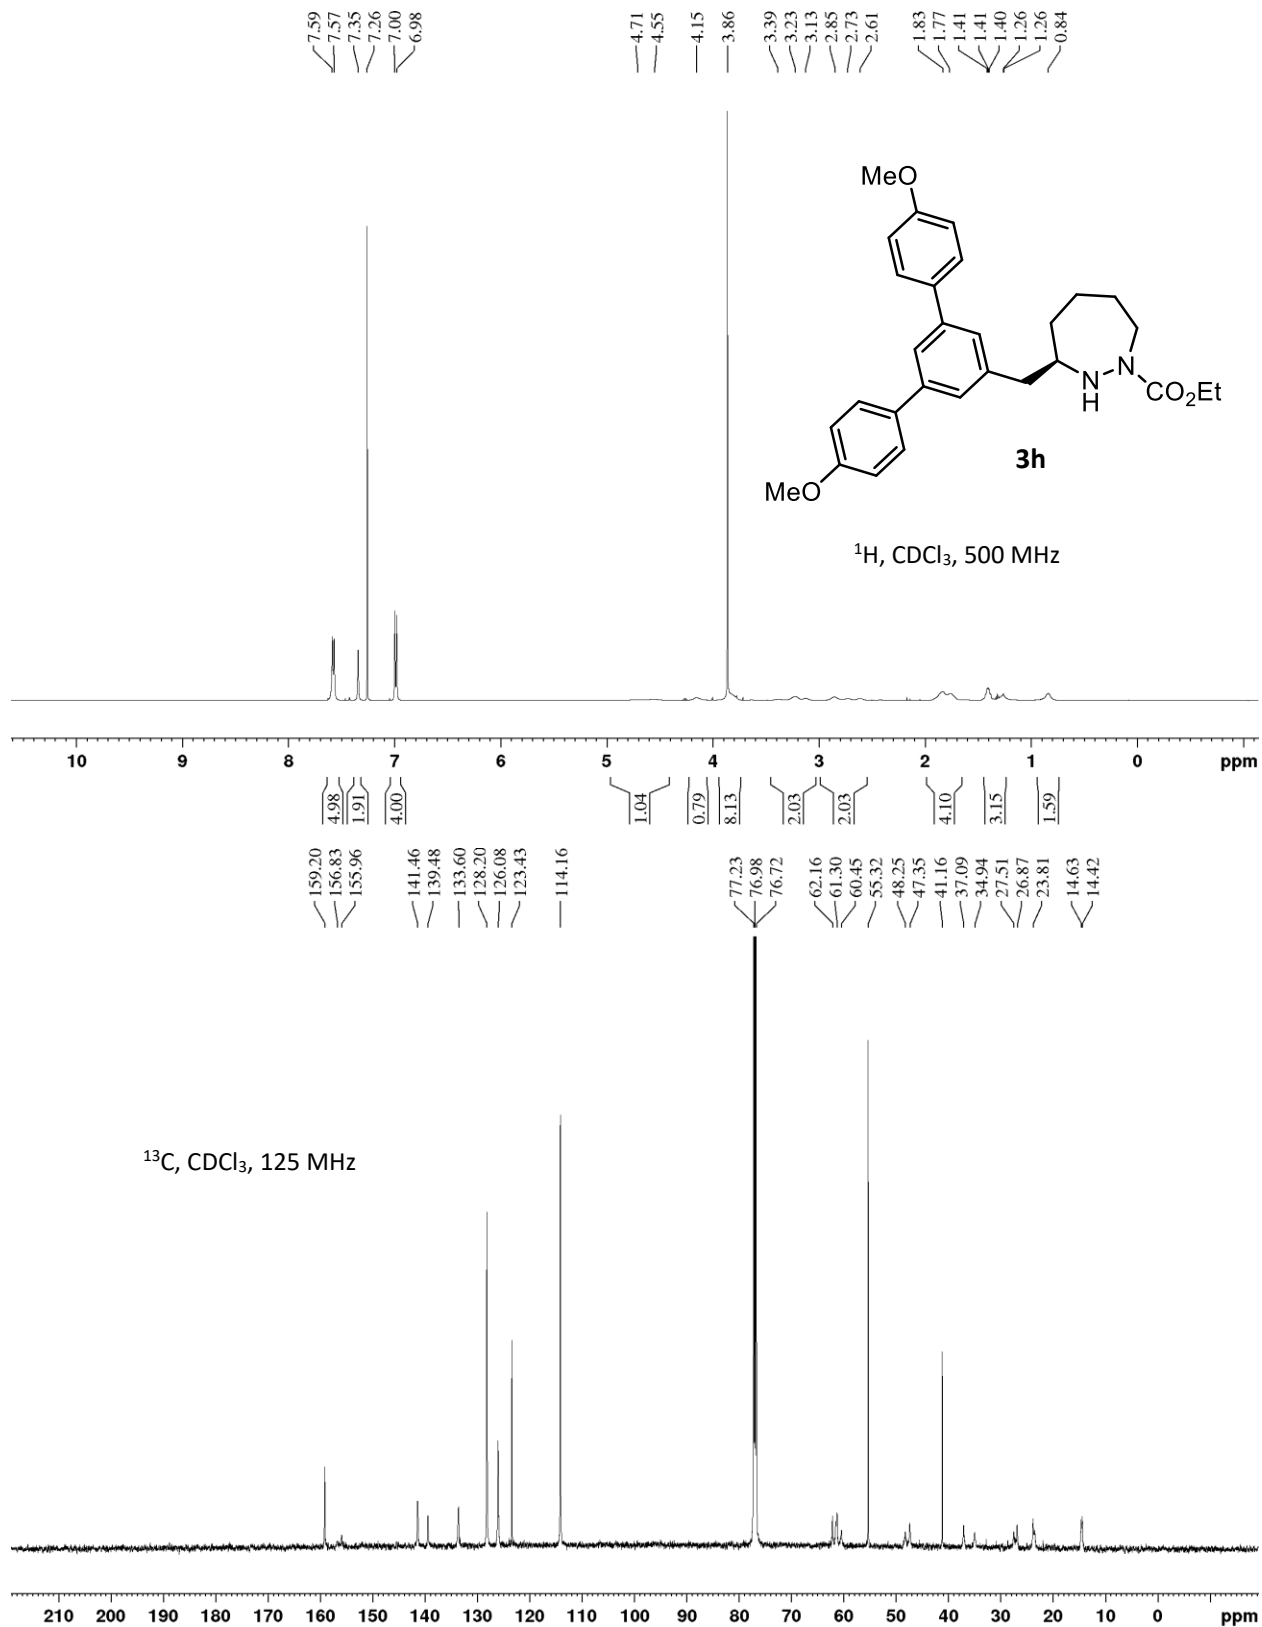 7.59 7.57 7.35 7.26 7.00 6.98 4.71 4.55 4.15 3.86 3.39 3.23 3.13 2.85 2.73 2.61 1.83 1.77 1.41 1.41 1.40 1.26 1.26 0.84
MeO
N
H
N
CO2Et
3h
MeO
¹H, CDCl₃, 500 MHz
10 9 8 7 6 5 4 3 2 1 0 ppm
4.98 1.91 4.00 1.04 0.79 8.13 2.03 2.03 4.10 3.15 1.59
159.20 156.83 155.96 141.46 139.48 133.60 128.20 126.08 123.43 114.16 77.23 76.98 76.72 62.16 61.30 60.45 55.32 48.25 47.35 41.16 37.09 34.94 27.51 26.87 23.81 14.63 14.42
¹³C, CDCl₃, 125 MHz
210 200 190 180 170 160 150 140 130 120 110 100 90 80 70 60 50 40 30 20 10 0 ppm